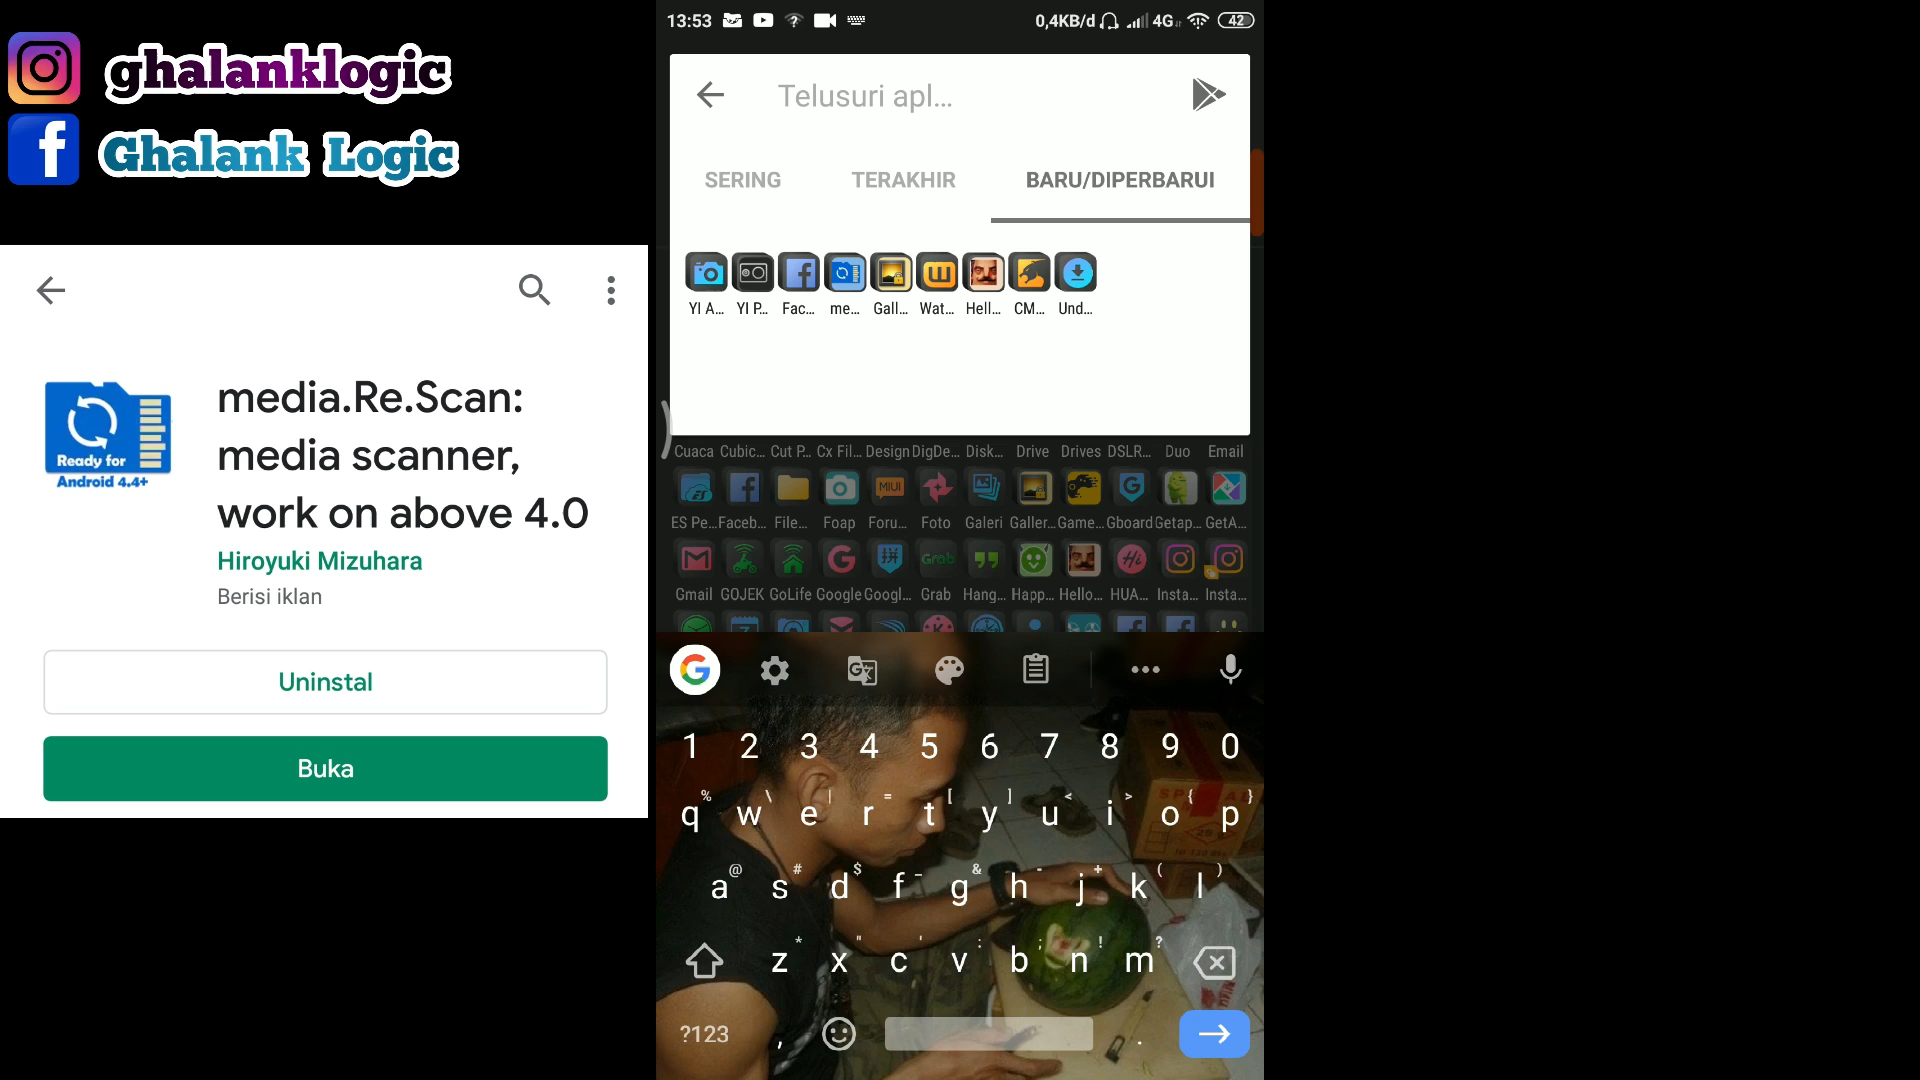 ghalanklogic
f Ghalank Logic
media.Re.Scan:
media scanner,
work on above 4.0
Ready for
Android 4.4+
Hiroyuki Mizuhara
Berisi iklan
Uninstal
Buka
13:53 0,4KB/d 4G 42
Telusuri apl...
SERING TERAKHIR BARU/DIPERBARUI
YI A... YI P... Fac... me... Gall... Wat... Hell... CM... Und...
Cuaca Cubic... Cut P... Cx Fil... Design DigDe... Disk... Drive Drives DSLR... Duo Email
MIUI
ES Pe... Faceb... File... Foap Foru... Foto Galeri Galler... Game... Gboard Getap... GetA...
Grab Hi
Gmail GOJEK GoLife Google Googl... Grab Hang... Happ... Hello... HUA... Insta... Insta...
1 2 3 4 5 6 7 8 9 0
% \ | = [ ] < > { }
q w e r t y u i o p
@ # $ _ & - + ( )
a s d f g h j k l
* " ' : ; ! ?
z x c v b n m
?123 , .